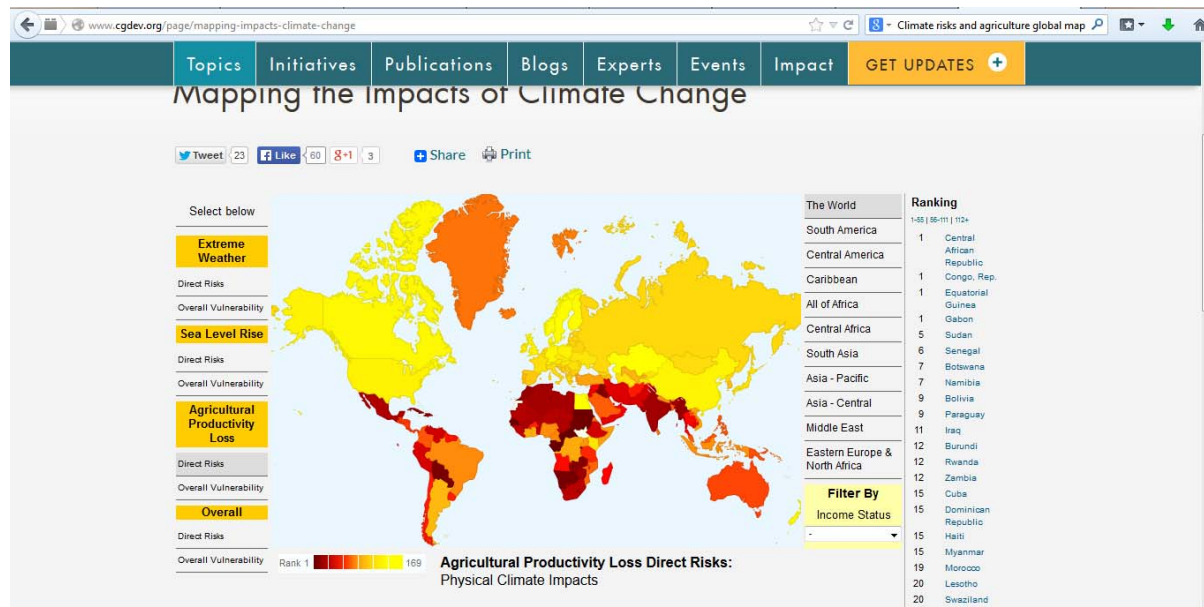 www.cgdev.org/page/mapping-impacts-climate-change
Climate risks and agriculture global map
Topics Initiatives Publications Blogs Experts Events Impact GET UPDATES +
Mapping the Impacts of Climate Change
Tweet 23 Like 60 g+1 3 Share Print
Select below
Extreme
Weather
Direct Risks
Overall Vulnerability
Sea Level Rise
Direct Risks
Overall Vulnerability
Agricultural
Productivity
Loss
Direct Risks
Overall Vulnerability
Overall
Direct Risks
Overall Vulnerability
Rank 1 169
Agricultural Productivity Loss Direct Risks:
Physical Climate Impacts
The World
South America
Central America
Caribbean
All of Africa
Central Africa
South Asia
Asia - Pacific
Asia - Central
Middle East
Eastern Europe &
North Africa
Filter By
Income Status
-
Ranking
1-55 | 56-111 | 112+
1 Central
African
Republic
1 Congo, Rep.
1 Equatorial
Guinea
1 Gabon
5 Sudan
6 Senegal
7 Botswana
7 Namibia
9 Bolivia
9 Paraguay
11 Iraq
12 Burundi
12 Rwanda
12 Zambia
15 Cuba
15 Dominican
Republic
15 Haiti
15 Myanmar
19 Morocco
20 Lesotho
20 Swaziland